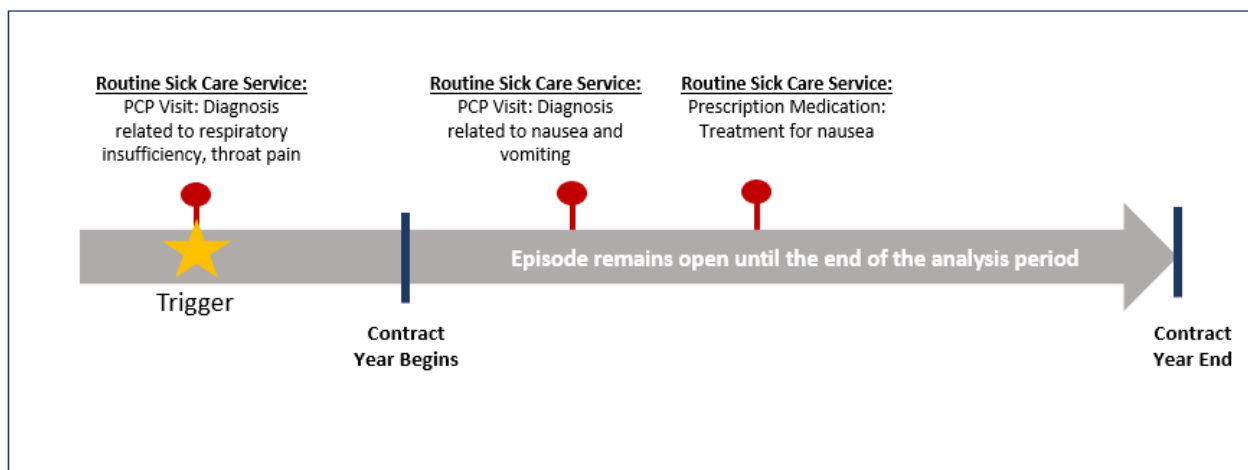 Routine Sick Care Service:
PCP Visit: Diagnosis
related to respiratory
insufficiency, throat pain
Routine Sick Care Service:
PCP Visit: Diagnosis
related to nausea and
vomiting
Routine Sick Care Service:
Prescription Medication:
Treatment for nausea
Episode remains open until the end of the analysis period
Trigger
Contract
Year Begins
Contract
Year End